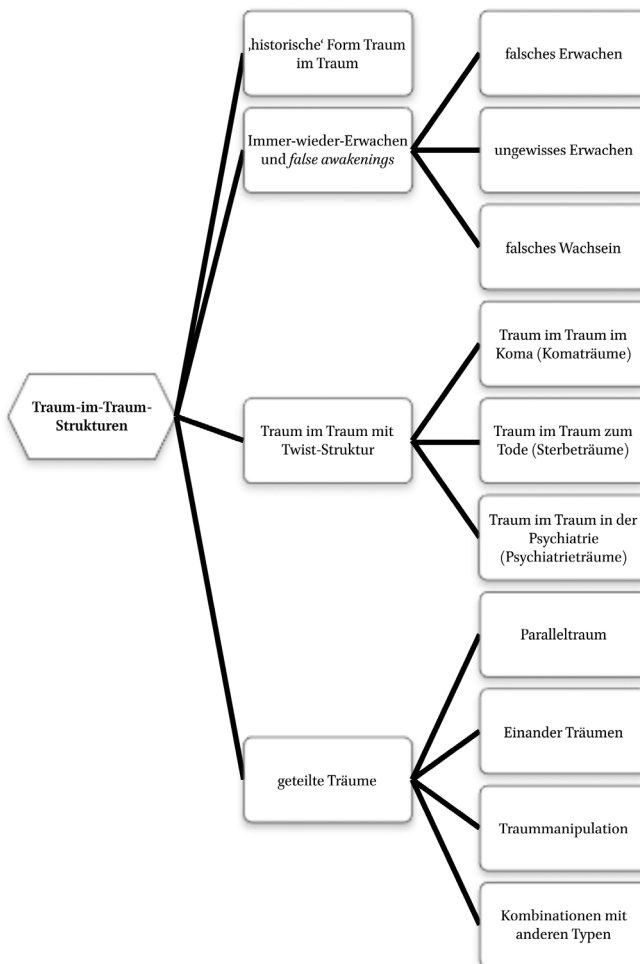 Traum-im-Traum-
Strukturen
‚historische‘ Form Traum
im Traum
Immer-wieder-Erwachen
und false awakenings
falsches Erwachen
ungewisses Erwachen
falsches Wachsein
Traum im Traum mit
Twist-Struktur
Traum im Traum im
Koma (Komaträume)
Traum im Traum zum
Tode (Sterbeträume)
Traum im Traum in der
Psychiatrie
(Psychiatrieträume)
geteilte Träume
Paralleltraum
Einander Träumen
Traummanipulation
Kombinationen mit
anderen Typen